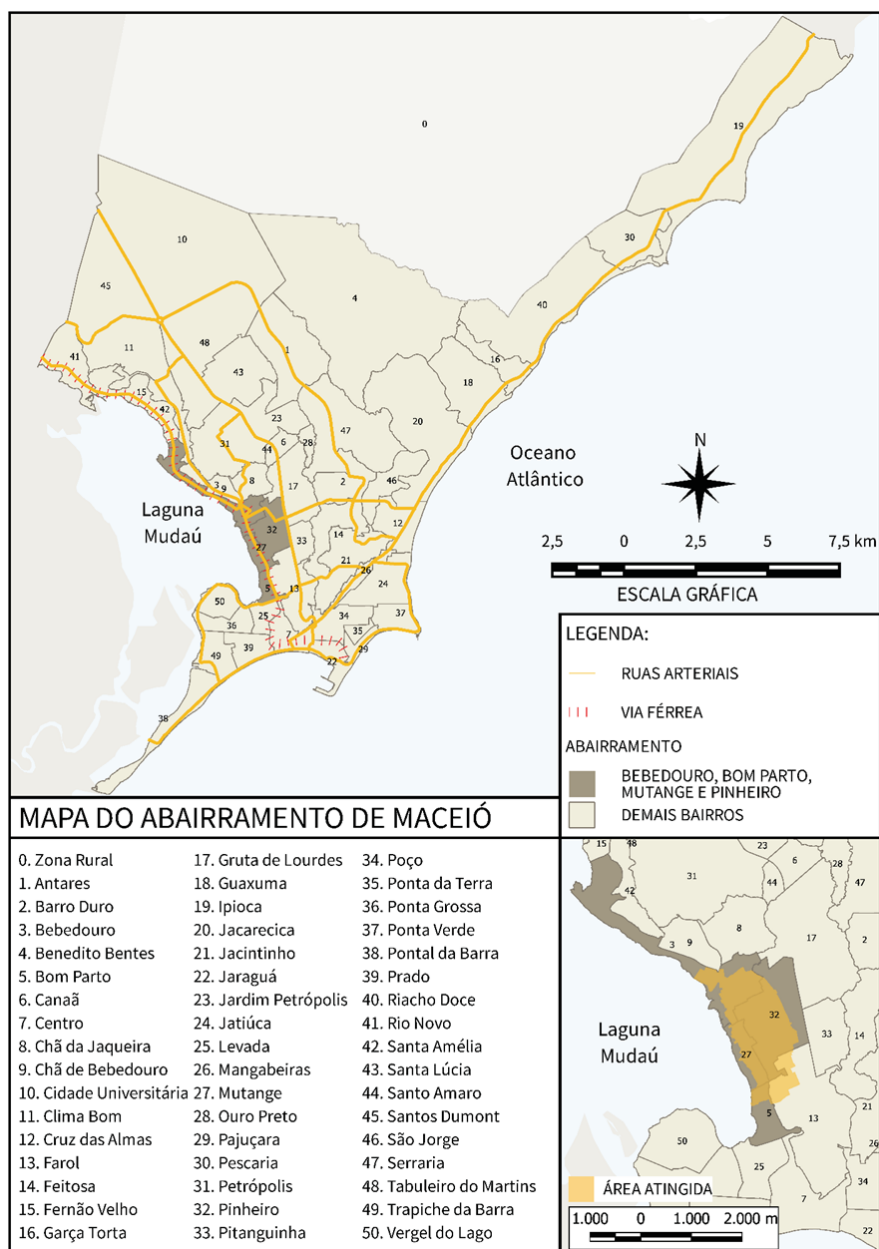 0
19
30
10
40
45
4
16
48
1
11
41
18
43
15
42
20
23
47
31
44
6
28
46
3
9
8
17
2
12
32
33
14
27
21
26
24
5
13
50
25
34
37
36
7
35
49
39
22
29
38
Oceano
Atlântico
Laguna
Mudaú
N
2,5 0 2,5 5 7,5 km
ESCALA GRÁFICA
LEGENDA:
RUAS ARTERIAIS
VIA FÉRREA
ABAIRRAMENTO
BEBEDOURO, BOM PARTO,
MUTANGE E PINHEIRO
DEMAIS BAIRROS
MAPA DO ABAIRRAMENTO DE MACEIÓ
0. Zona Rural
1. Antares
2. Barro Duro
3. Bebedouro
4. Benedito Bentes
5. Bom Parto
6. Canaã
7. Centro
8. Chã da Jaqueira
9. Chã de Bebedouro
10. Cidade Universitária
11. Clima Bom
12. Cruz das Almas
13. Farol
14. Feitosa
15. Fernão Velho
16. Garça Torta
17. Gruta de Lourdes
18. Guaxuma
19. Ipioca
20. Jacarecica
21. Jacintinho
22. Jaraguá
23. Jardim Petrópolis
24. Jatiúca
25. Levada
26. Mangabeiras
27. Mutange
28. Ouro Preto
29. Pajuçara
30. Pescaria
31. Petrópolis
32. Pinheiro
33. Pitanguinha
34. Poço
35. Ponta da Terra
36. Ponta Grossa
37. Ponta Verde
38. Pontal da Barra
39. Prado
40. Riacho Doce
41. Rio Novo
42. Santa Amélia
43. Santa Lúcia
44. Santo Amaro
45. Santos Dumont
46. São Jorge
47. Serraria
48. Tabuleiro do Martins
49. Trapiche da Barra
50. Vergel do Lago
15
48
23
6
28
42
31
44
47
8
3
9
17
2
32
33
14
Laguna
Mudaú
27
5
13
21
50
26
25
34
7
22
ÁREA ATINGIDA
1.000 0 1.000 2.000 m